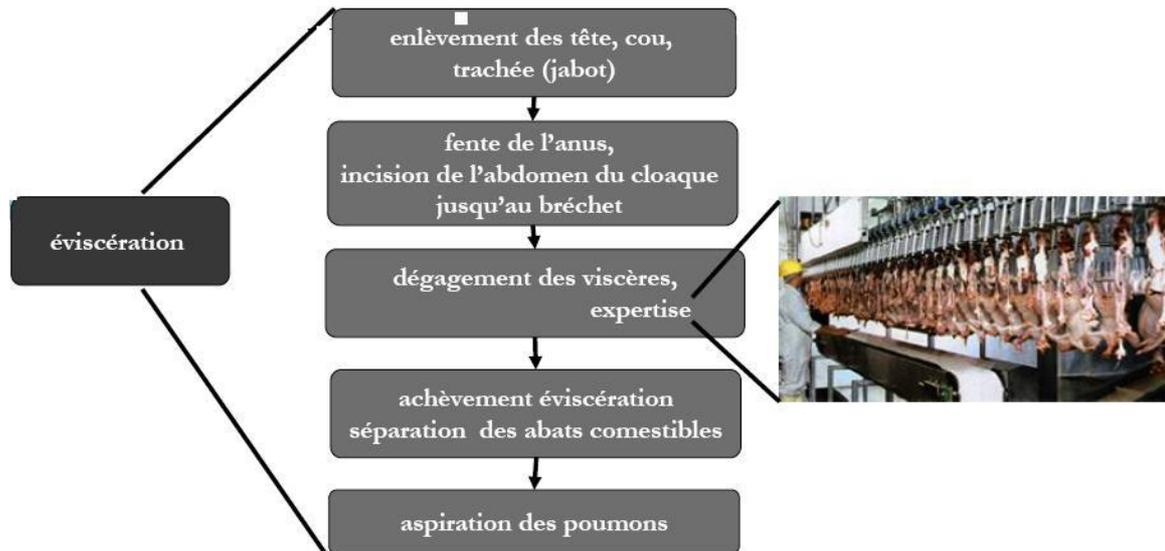 enlèvement des tête, cou,
trachée (jabot)
fente de l’anus,
incision de l’abdomen du cloaque
jusqu’au bréchet
éviscération
dégagement des viscères,
expertise
achèvement éviscération
séparation des abats comestibles
aspiration des poumons